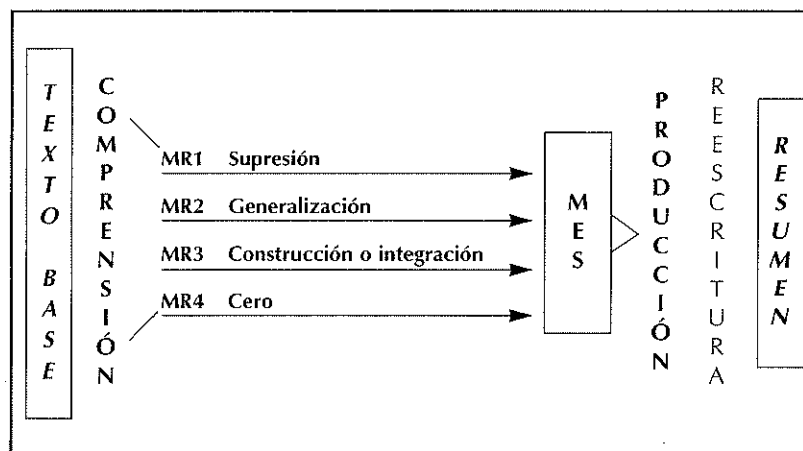 TEXTO BASE
COMPRENSIÓN
MR1 Supresión
MR2 Generalización
MR3 Construcción o integración
MR4 Cero
MES
PRODUCCIÓN
REESCRITURA
RESUMEN